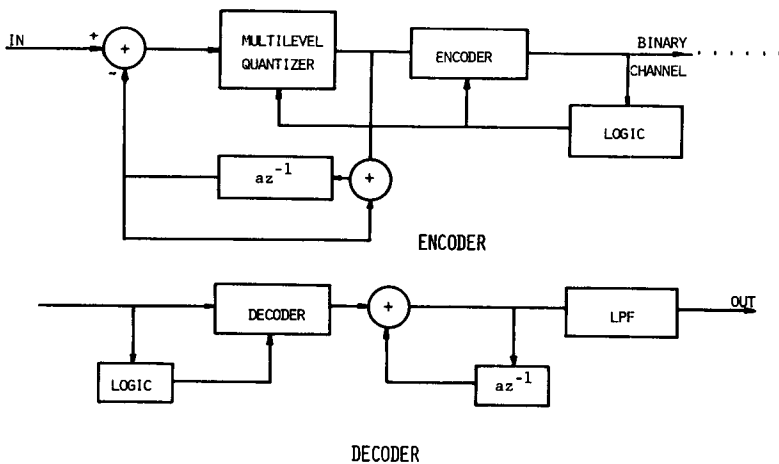 IN
+
+
-
MULTILEVEL
QUANTIZER
ENCODER
BINARY
CHANNEL
LOGIC
az⁻¹
+
ENCODER
DECODER
+
LPF
OUT
LOGIC
az⁻¹
DECODER